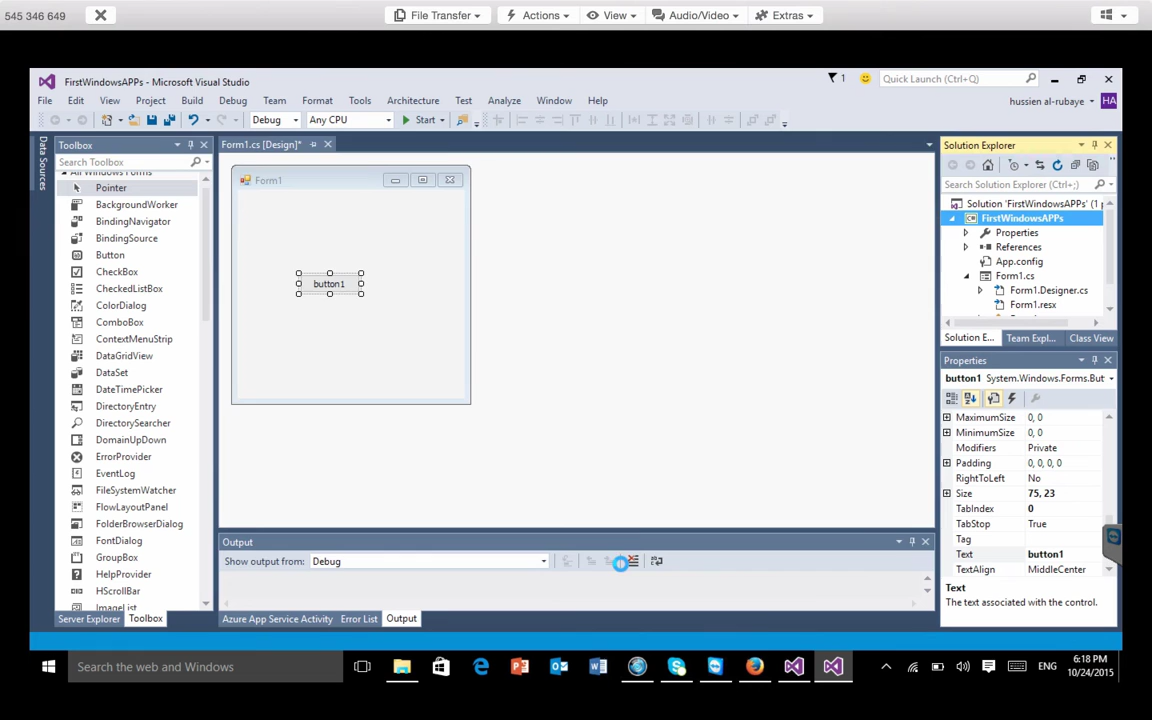 545 346 649
File Transfer
Actions
View
Audio/Video
Extras
FirstWindowsAPPs - Microsoft Visual Studio
1
Quick Launch (Ctrl+Q)
File Edit View Project Build Debug Team Format Tools Architecture Test Analyze Window Help
hussien al-rubaye
HA
Debug
Any CPU
Start
Data Sources
Toolbox
Search Toolbox
All Windows Forms
Pointer
BackgroundWorker
BindingNavigator
BindingSource
Button
CheckBox
CheckedListBox
ColorDialog
ComboBox
ContextMenuStrip
DataGridView
DataSet
DateTimePicker
DirectoryEntry
DirectorySearcher
DomainUpDown
ErrorProvider
EventLog
FileSystemWatcher
FlowLayoutPanel
FolderBrowserDialog
FontDialog
GroupBox
HelpProvider
HScrollBar
ImageList
Server Explorer
Toolbox
Form1.cs [Design]*
Form1
button1
Output
Show output from:
Debug
Azure App Service Activity
Error List
Output
Solution Explorer
Search Solution Explorer (Ctrl+;)
Solution 'FirstWindowsAPPs' (1 p
FirstWindowsAPPs
Properties
References
App.config
Form1.cs
Form1.Designer.cs
Form1.resx
Solution E...
Team Expl...
Class View
Properties
button1 System.Windows.Forms.But
MaximumSize 0, 0
MinimumSize 0, 0
Modifiers Private
Padding 0, 0, 0, 0
RightToLeft No
Size 75, 23
TabIndex 0
TabStop True
Tag
Text button1
TextAlign MiddleCenter
Text
The text associated with the control.
Search the web and Windows
ENG
6:18 PM
10/24/2015